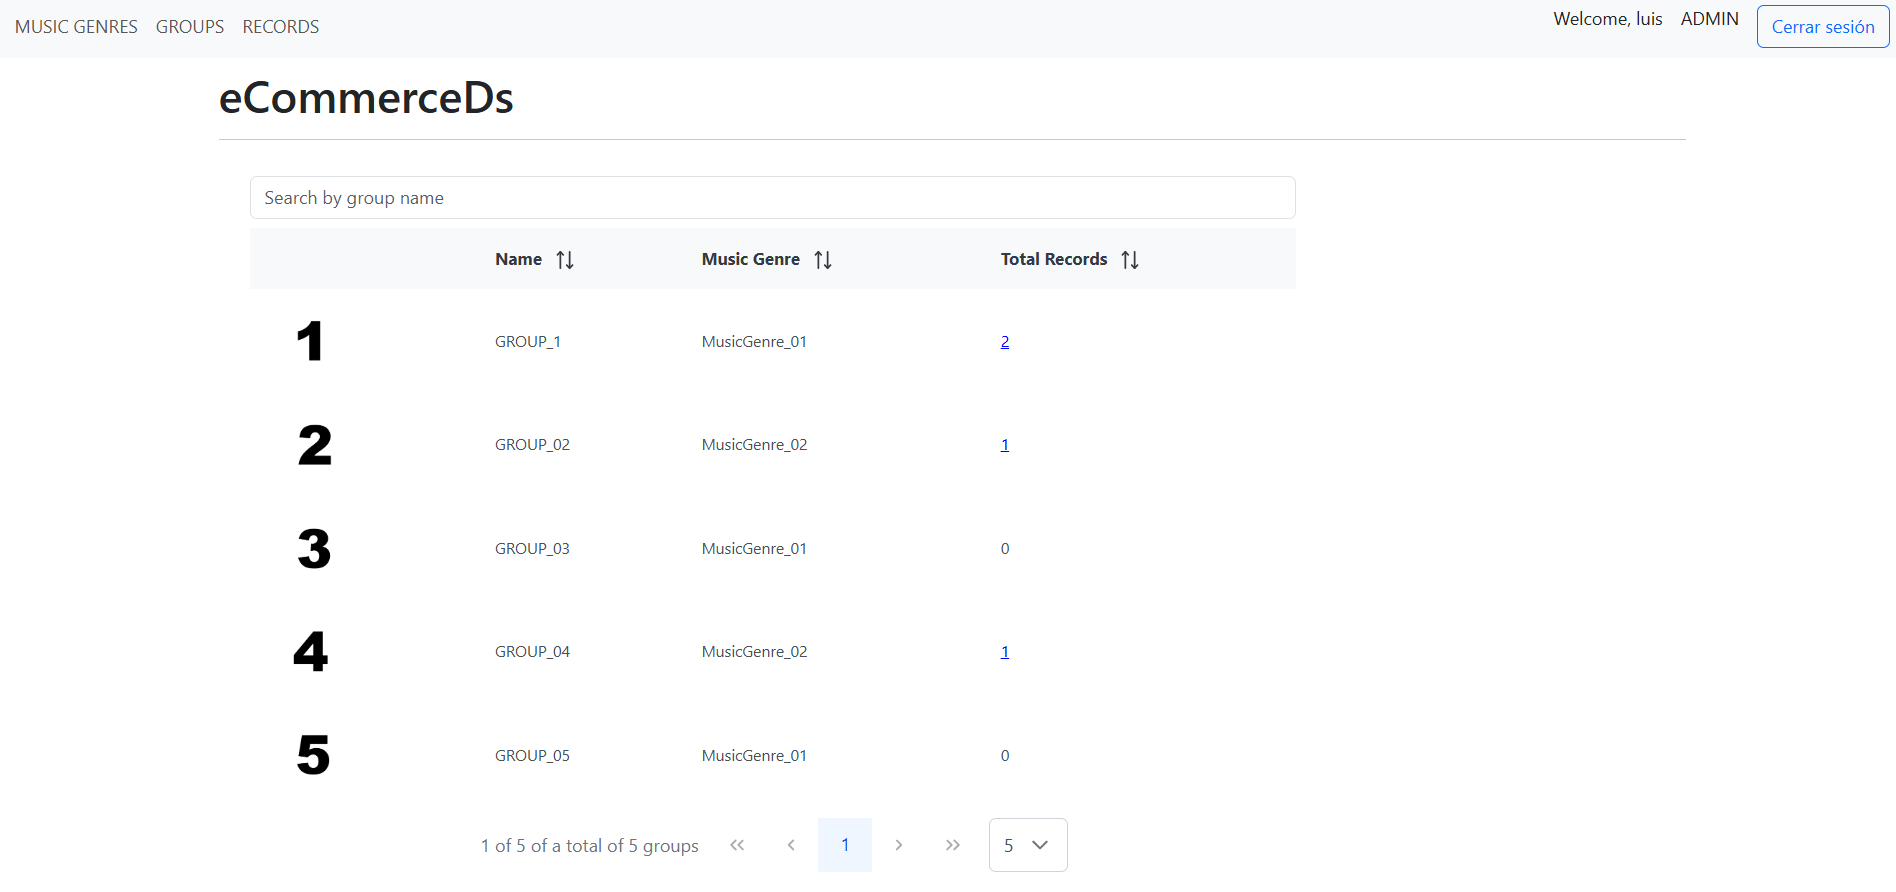 MUSIC GENRES GROUPS RECORDS Welcome, luis ADMIN Cerrar sesión
eCommerceDs
Search by group name
Name Music Genre Total Records
1 GROUP_1 MusicGenre_01 2
2 GROUP_02 MusicGenre_02 1
3 GROUP_03 MusicGenre_01 0
4 GROUP_04 MusicGenre_02 1
5 GROUP_05 MusicGenre_01 0
1 of 5 of a total of 5 groups « ‹ 1 › » 5